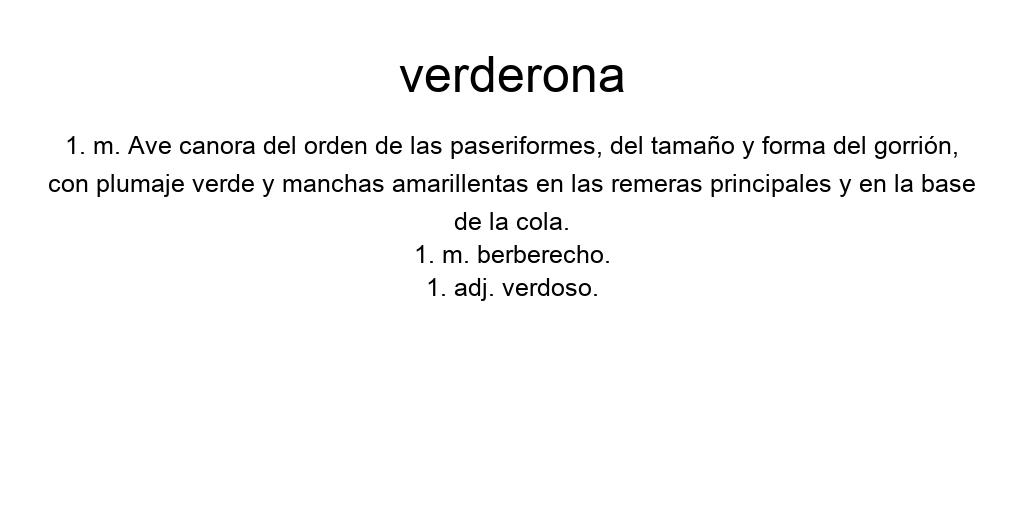 verderona
1. m. Ave canora del orden de las paseriformes, del tamaño y forma del gorrión,
con plumaje verde y manchas amarillentas en las remeras principales y en la base
de la cola.
1. m. berberecho.
1. adj. verdoso.